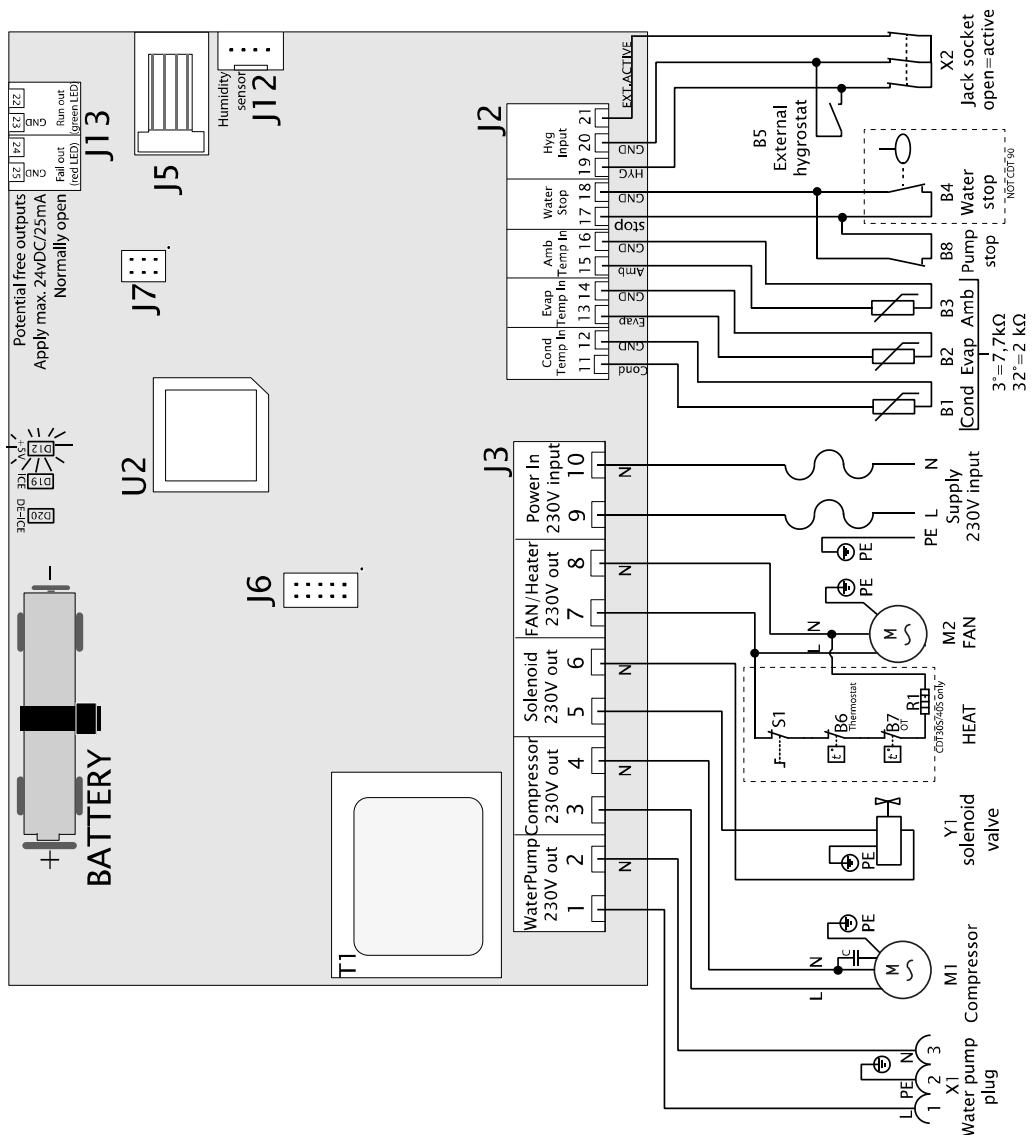 22
23
GND
Run out
(green LED)
24
25
GND
Fail out
(red LED)
J13
Potential free outputs
Apply max. 24vDC/25mA
Normally open
J5
Humidity
sensor
J12
J7
+5V
D12
ICE
D19
DE-ICE
D20
U2
J6
BATTERY
+
-
T1
J2
Hyg
Input
21
20
19
EXT.ACTIVE
GND
HYG
Water
Stop
18
17
GND
stop
Amb
Temp In
16
15
GND
Amb
Evap
Temp In
14
13
GND
Evap
Cond
Temp In
12
11
GND
Cond
J3
Power In
230V input
10
9
N
FAN/Heater
230V out
8
7
N
Solenoid
230V out
6
5
N
Compressor
230V out
4
3
N
WaterPump
230V out
2
1
N
X2
Jack socket
open=active
B5
External
hygrostat
B4
Water
stop
NOT CDT 90
B8
Pump
stop
B3
Amb
B2
Evap
B1
Cond
3°=7,7kΩ
32°=2 kΩ
N
L
PE
Supply
230V input
PE
PE
N
L
M
M2
FAN
S1
B6
Thermostat
t°
B7
OT
t°
R1
CDT30S/40S only
HEAT
Y1
solenoid
valve
PE
PE
N
L
C
M
M1
Compressor
N
PE
L
3
2
1
X1
Water pump
plug